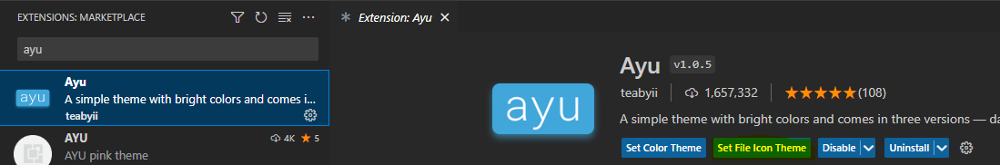 EXTENSIONS: MARKETPLACE
ayu
ayu
Ayu
A simple theme with bright colors and comes i...
teabyii
AYU
4K
5
AYU pink theme
Extension: Ayu
ayu
Ayu
v1.0.5
teabyii
1,657,332
(108)
A simple theme with bright colors and comes in three versions — da
Set Color Theme
Set File Icon Theme
Disable
Uninstall